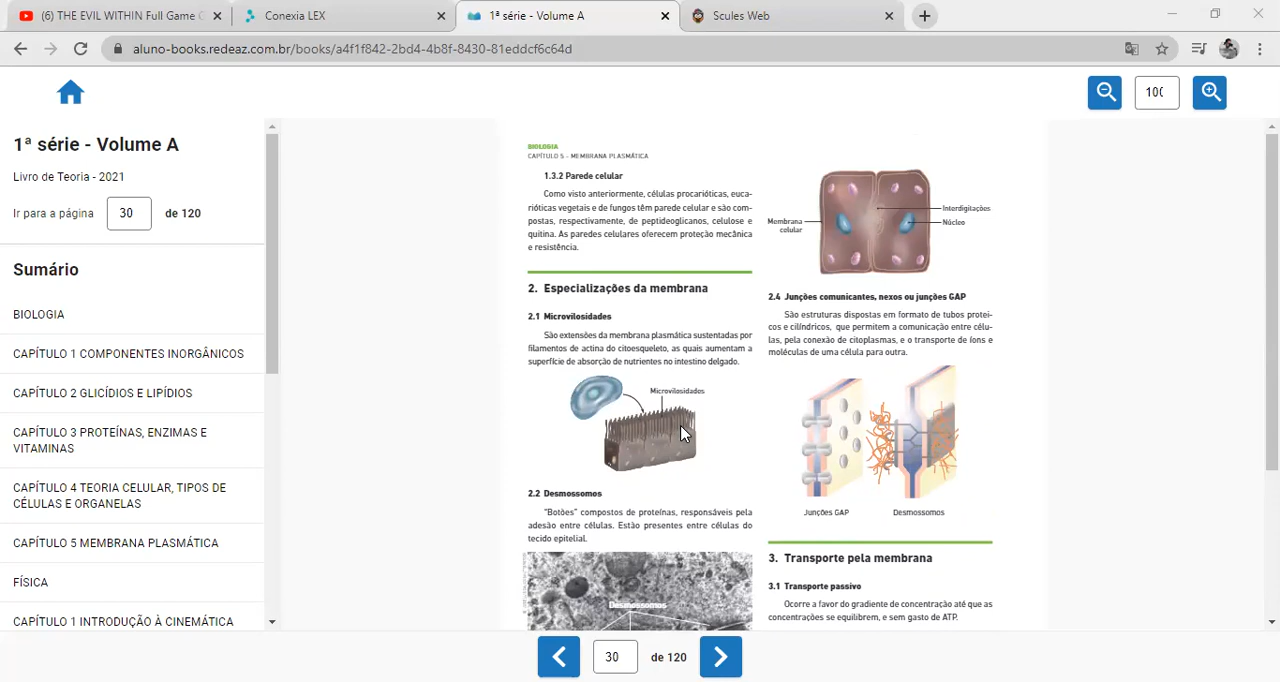 (6) THE EVIL WITHIN Full Game G
Conexia LEX
1ª série - Volume A
Scules Web
aluno-books.redeaz.com.br/books/a4f1f842-2bd4-4b8f-8430-81eddcf6c64d
100
1ª série - Volume A
Livro de Teoria - 2021
Ir para a página 30 de 120
Sumário
BIOLOGIA
CAPÍTULO 1 COMPONENTES INORGÂNICOS
CAPÍTULO 2 GLICÍDIOS E LIPÍDIOS
CAPÍTULO 3 PROTEÍNAS, ENZIMAS E
VITAMINAS
CAPÍTULO 4 TEORIA CELULAR, TIPOS DE
CÉLULAS E ORGANELAS
CAPÍTULO 5 MEMBRANA PLASMÁTICA
FÍSICA
CAPÍTULO 1 INTRODUÇÃO À CINEMÁTICA
BIOLOGIA
CAPÍTULO 5 - MEMBRANA PLASMÁTICA
1.3.2 Parede celular
Como visto anteriormente, células procarióticas, euca-
rióticas vegetais e de fungos têm parede celular e são com-
postas, respectivamente, de peptideoglicanos, celulose e
quitina. As paredes celulares oferecem proteção mecânica
e resistência.
2. Especializações da membrana
2.1 Microvilosidades
São extensões da membrana plasmática sustentadas por
filamentos de actina do citoesqueleto, as quais aumentam a
superfície de absorção de nutrientes no intestino delgado.
Microvilosidades
2.2 Desmossomos
"Botões" compostos de proteínas, responsáveis pela
adesão entre células. Estão presentes entre células do
tecido epitelial.
Desmossomos
Membrana
celular
Interdigitações
Núcleo
2.4 Junções comunicantes, nexos ou junções GAP
São estruturas dispostas em formato de tubos protei-
cos e cilíndricos, que permitem a comunicação entre célu-
las, pela conexão de citoplasmas, e o transporte de íons e
moléculas de uma célula para outra.
Junções GAP
Desmossomos
3. Transporte pela membrana
3.1 Transporte passivo
Ocorre a favor do gradiente de concentração até que as
concentrações se equilibrem, e sem gasto de ATP.
30 de 120